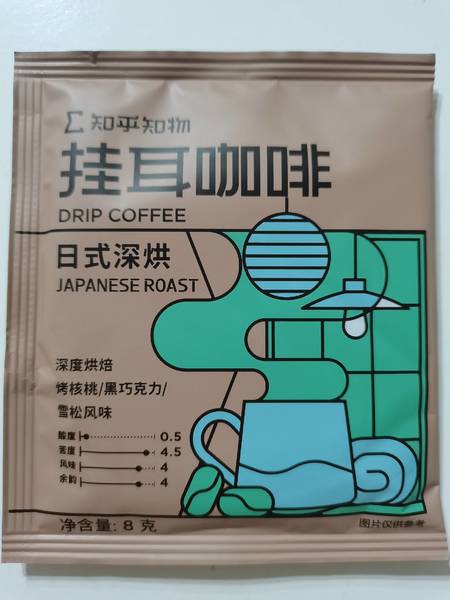 知乎知物
挂耳咖啡
DRIP COFFEE
日式深烘
JAPANESE ROAST
深度烘焙
烤核桃/黑巧克力/
雪松风味
酸度 0.5
苦度 4.5
风味 4
余韵 4
净含量: 8 克
图片仅供参考